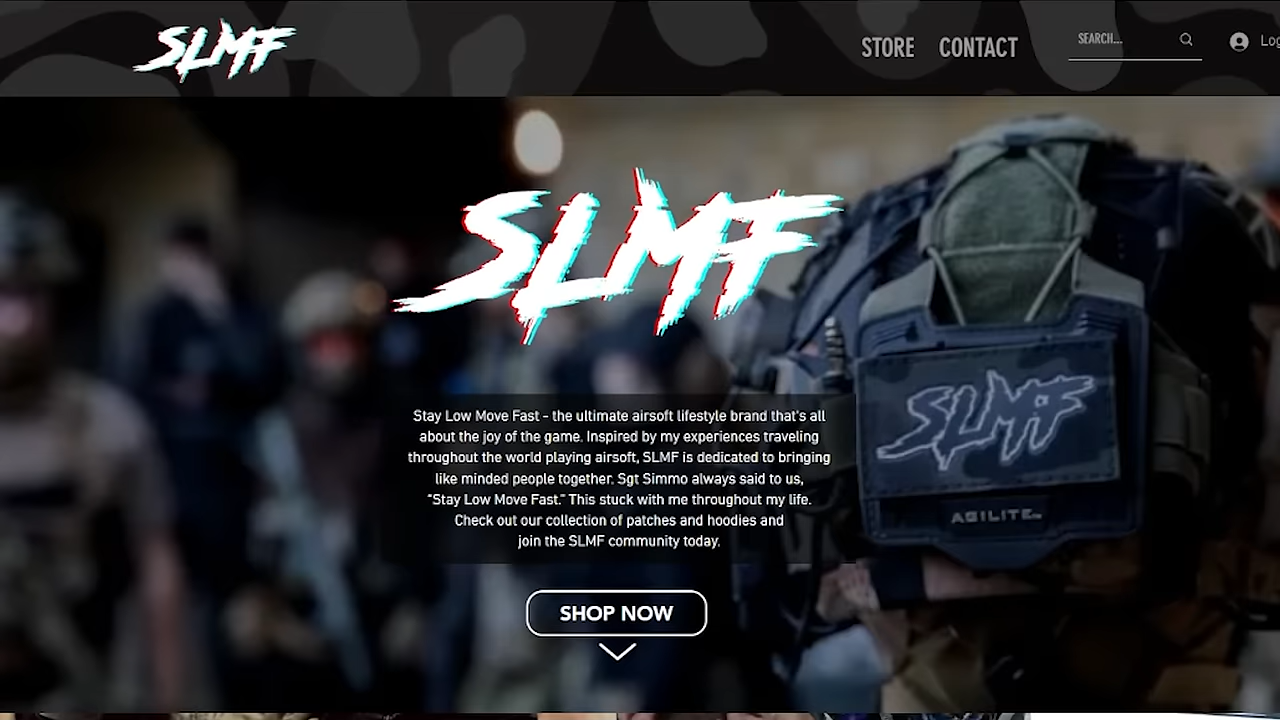 SLMF
STORE CONTACT
SEARCH...
Log
SLMF
Stay Low Move Fast - the ultimate airsoft lifestyle brand that's all
about the joy of the game. Inspired by my experiences traveling
throughout the world playing airsoft, SLMF is dedicated to bringing
like minded people together. Sgt Simmo always said to us,
"Stay Low Move Fast." This stuck with me throughout my life.
Check out our collection of patches and hoodies and
join the SLMF community today.
SLMF
AGILITE
SHOP NOW